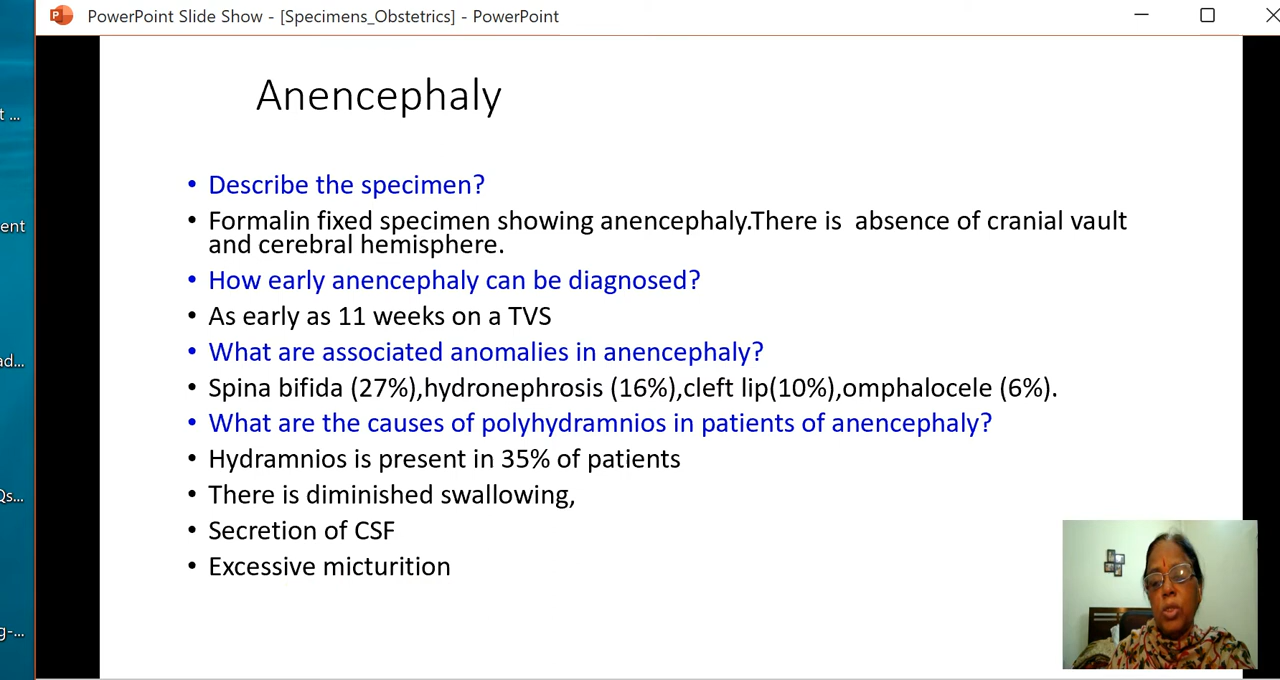 PowerPoint Slide Show - [Specimens_Obstetrics] - PowerPoint
Anencephaly
• Describe the specimen?
• Formalin fixed specimen showing anencephaly.There is  absence of cranial vault
and cerebral hemisphere.
• How early anencephaly can be diagnosed?
• As early as 11 weeks on a TVS
• What are associated anomalies in anencephaly?
• Spina bifida (27%),hydronephrosis (16%),cleft lip(10%),omphalocele (6%).
• What are the causes of polyhydramnios in patients of anencephaly?
• Hydramnios is present in 35% of patients
• There is diminished swallowing,
• Secretion of CSF
• Excessive micturition
t ...
ent
ad...
Qs...
g-...